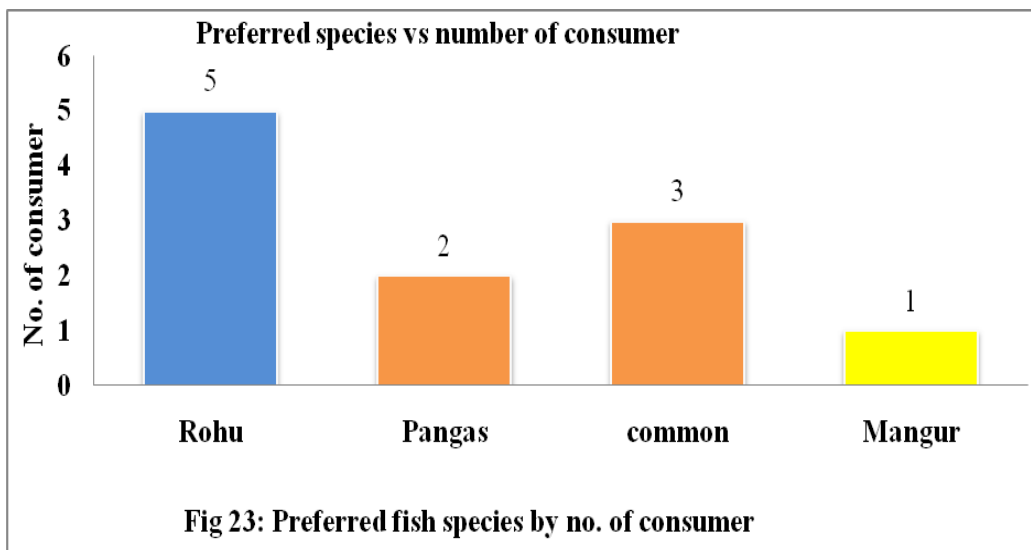 Preferred species vs number of consumer
No. of consumer
6
5
4
3
2
1
0
5
2
3
1
Rohu Pangas common Mangur
Fig 23: Preferred fish species by no. of consumer